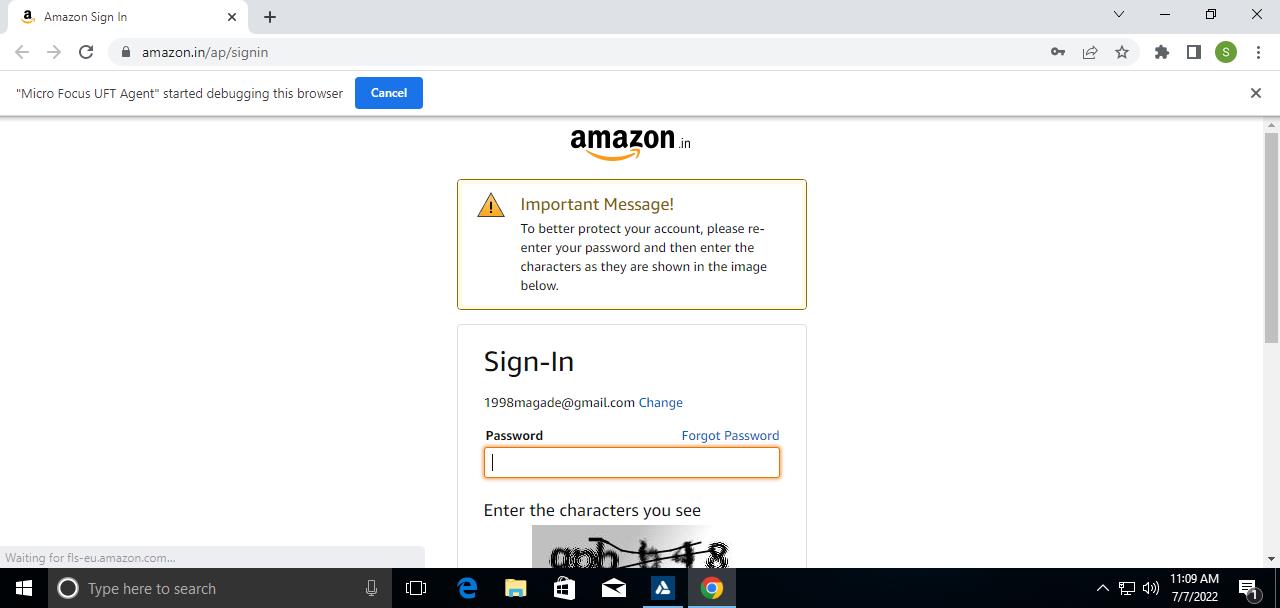 Amazon Sign In
amazon.in/ap/signin
S
"Micro Focus UFT Agent" started debugging this browser
Cancel
amazon.in
Important Message!
To better protect your account, please re-
enter your password and then enter the
characters as they are shown in the image
below.
Sign-In
1998magade@gmail.com Change
Password Forgot Password
Enter the characters you see
Waiting for fls-eu.amazon.com...
Type here to search
11:09 AM
7/7/2022
1